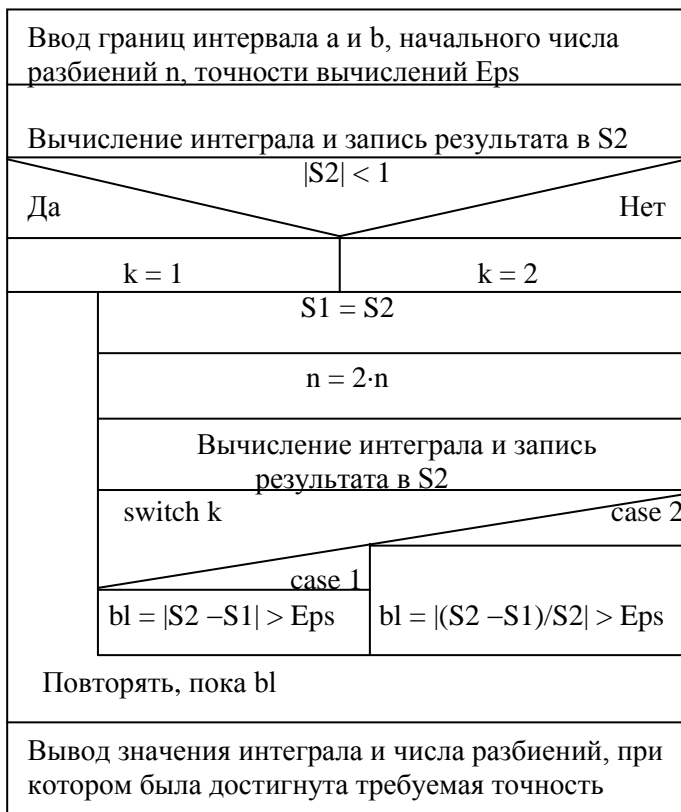 Ввод границ интервала a и b, начального числа
разбиений n, точности вычислений Eps
Вычисление интеграла и запись результата в S2
|S2| < 1
Да
Нет
k = 1
k = 2
S1 = S2
n = 2·n
Вычисление интеграла и запись
результата в S2
switch k
case 2
case 1
bl = |S2 –S1| > Eps
bl = |(S2 –S1)/S2| > Eps
Повторять, пока bl
Вывод значения интеграла и числа разбиений, при
котором была достигнута требуемая точность